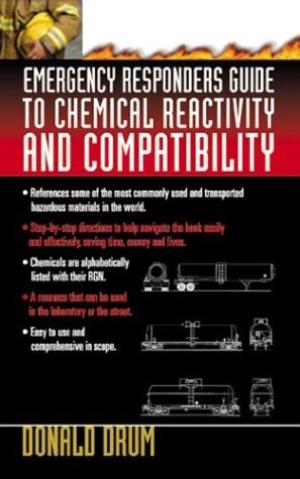 EMERGENCY RESPONDERS GUIDE
TO CHEMICAL REACTIVITY
AND COMPATIBILITY
• References some of the most commonly used and transported
hazardous materials in the world.
• Step-by-step directions to help navigate the book easily
and effectively, saving time, money and lives.
• Chemicals are alphabetically
listed with their RGN.
• A resource that can be used
in the laboratory or the street.
• Easy to use and
comprehensive in scope.
DONALD DRUM